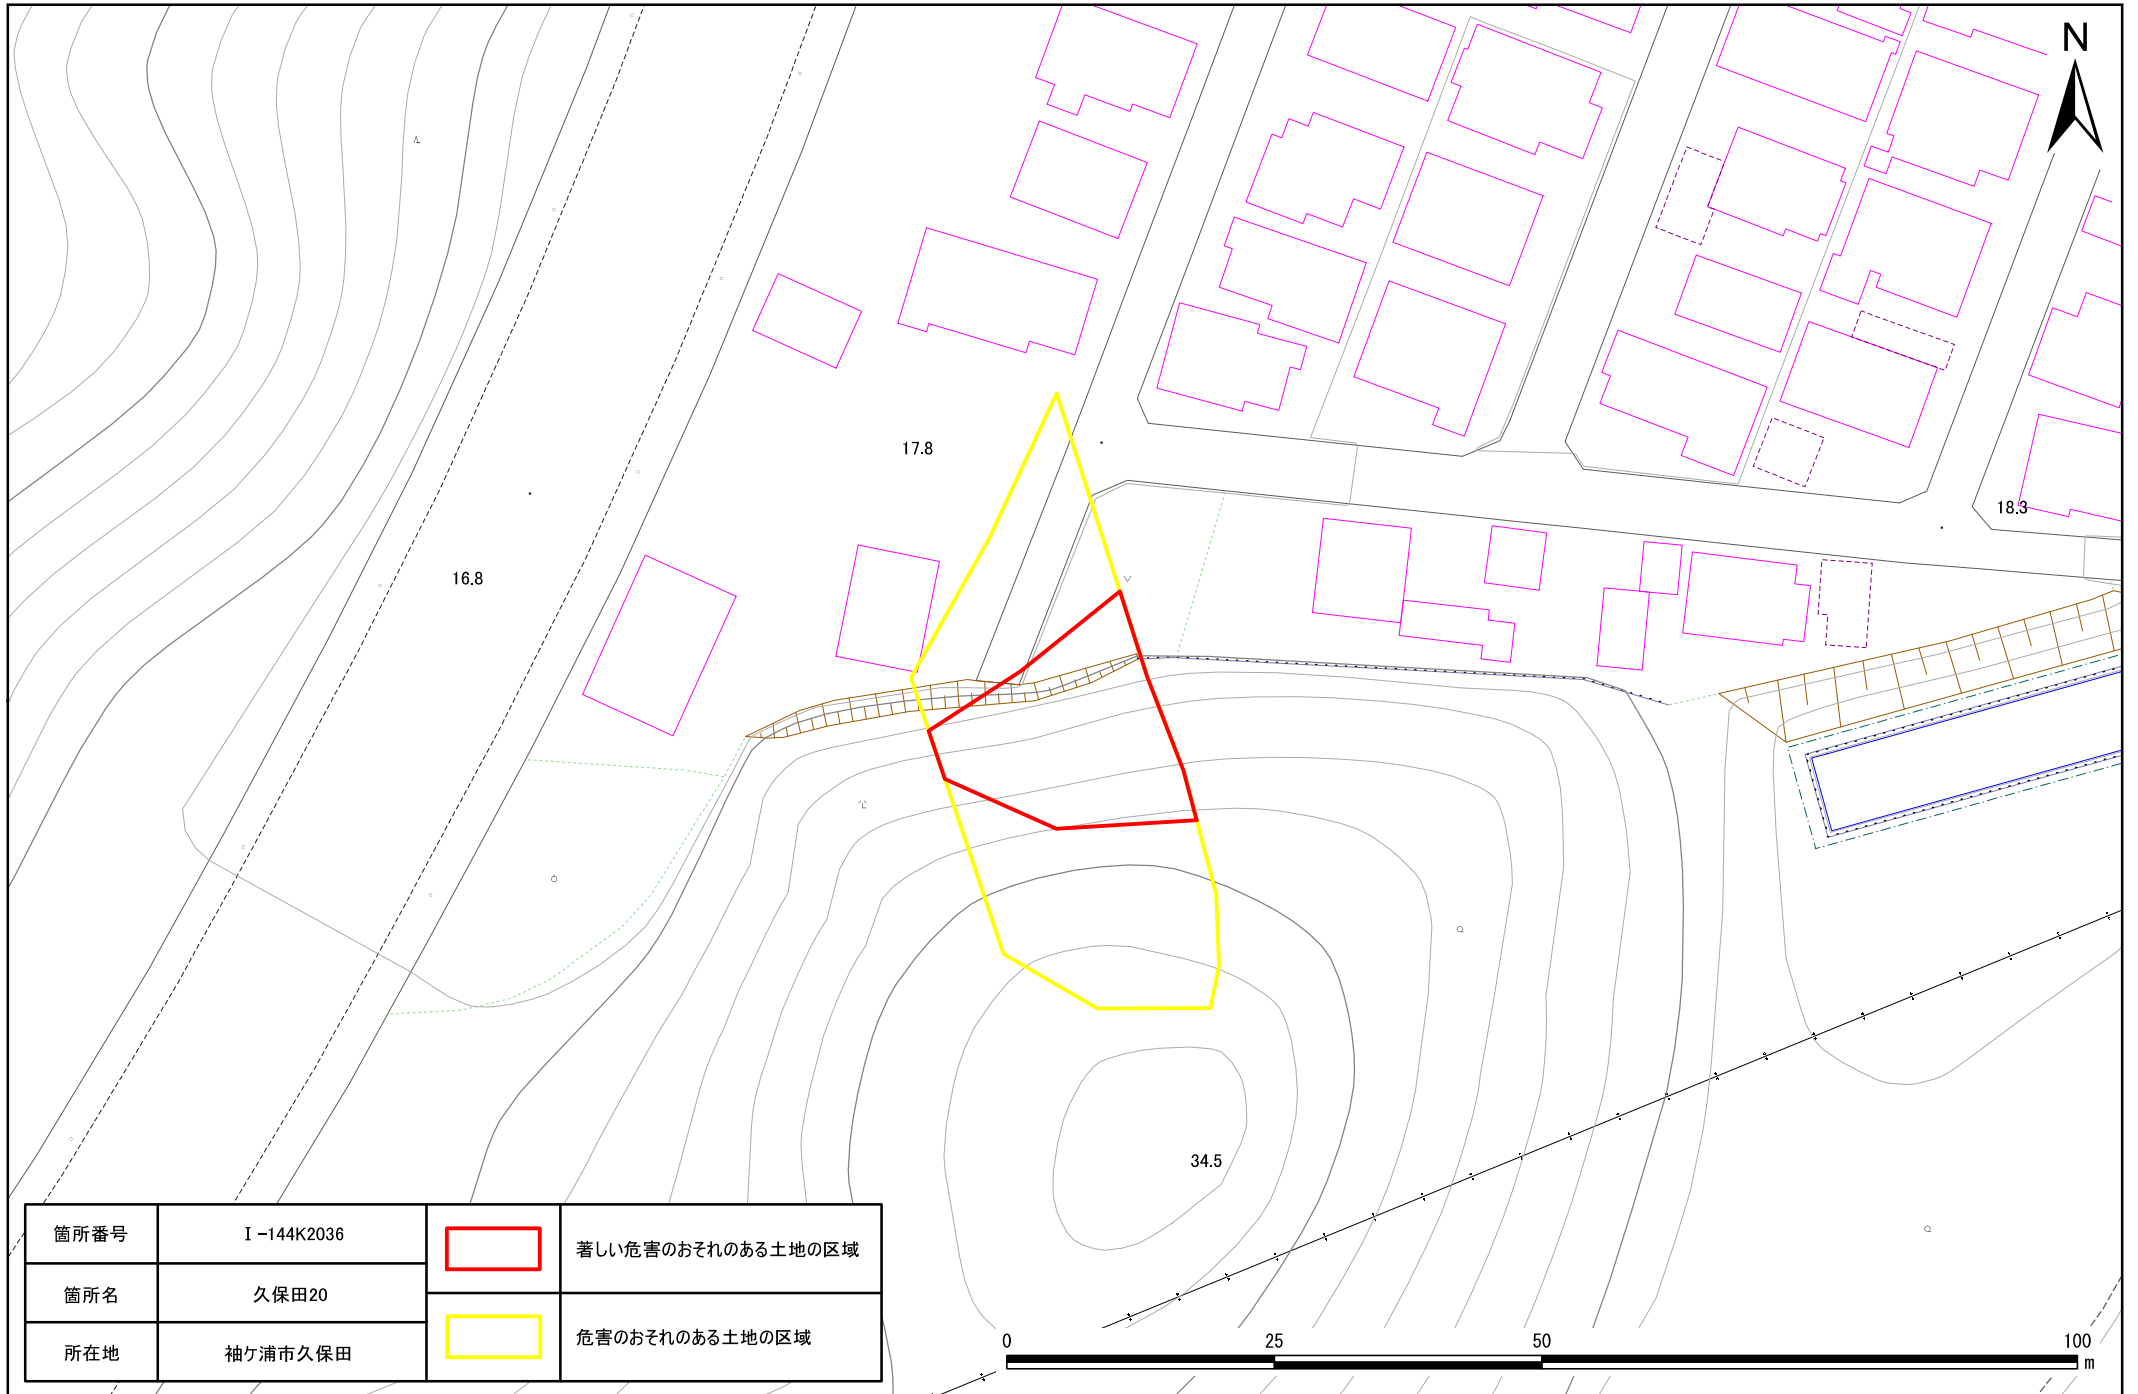 N
17.8
16.8
18.3
34.5
箇所番号 Ⅰ-144K2036
箇所名 久保田20
所在地 袖ケ浦市久保田
著しい危害のおそれのある土地の区域
危害のおそれのある土地の区域
0 25 50 100
m